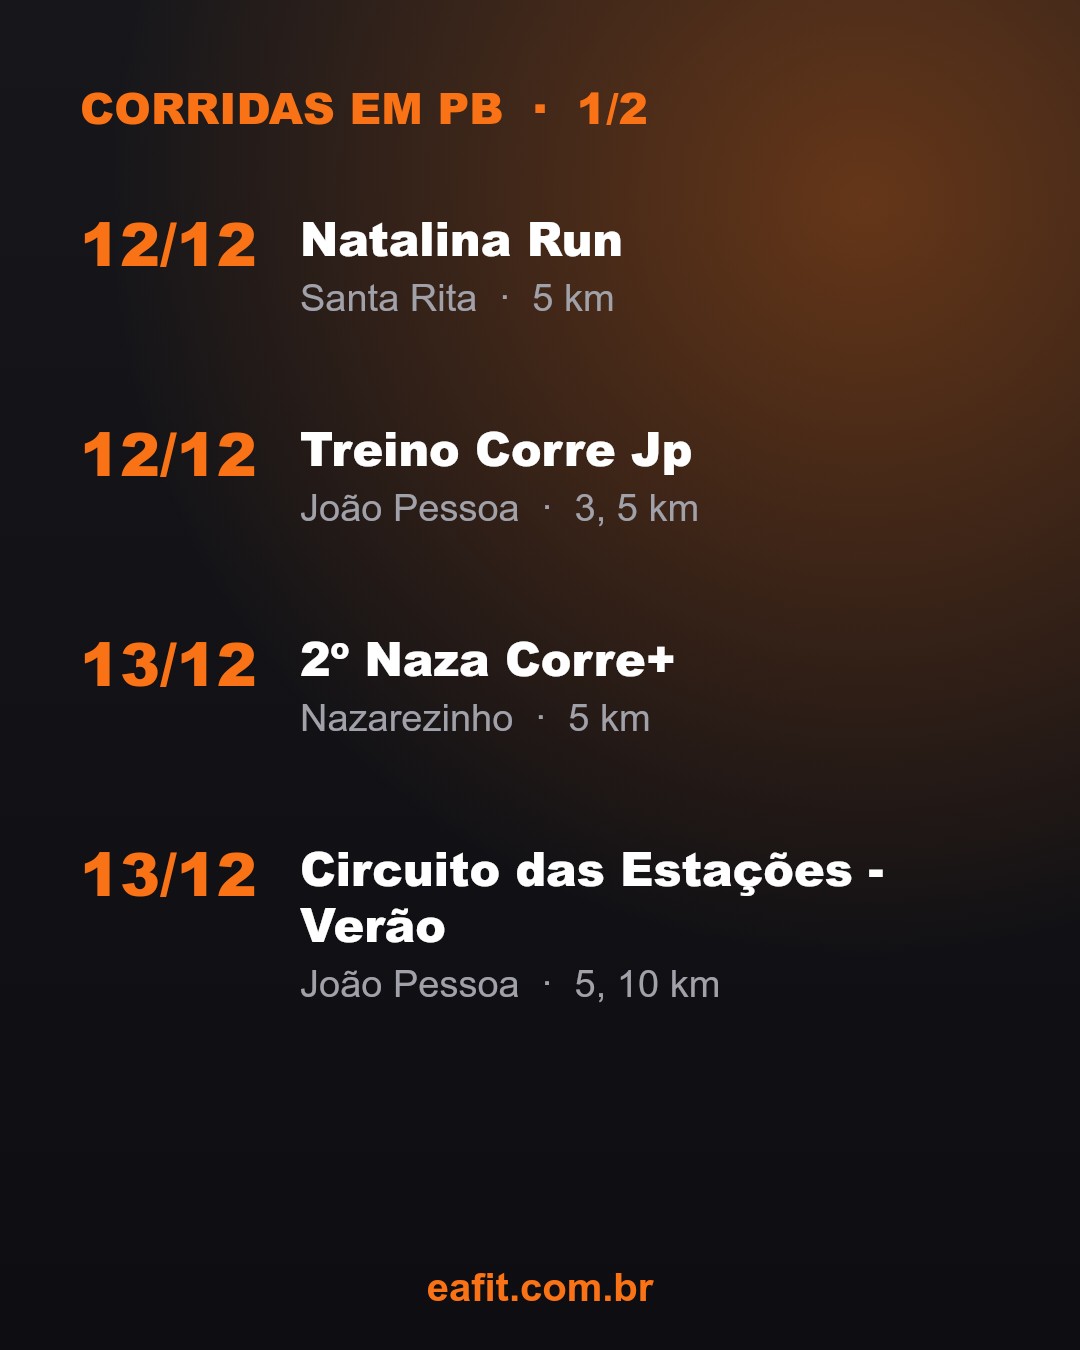 CORRIDAS EM PB · 1/2
12/12 Natalina Run
Santa Rita · 5 km
12/12 Treino Corre Jp
João Pessoa · 3, 5 km
13/12 2º Naza Corre+
Nazarezinho · 5 km
13/12 Circuito das Estações -
Verão
João Pessoa · 5, 10 km
eafit.com.br